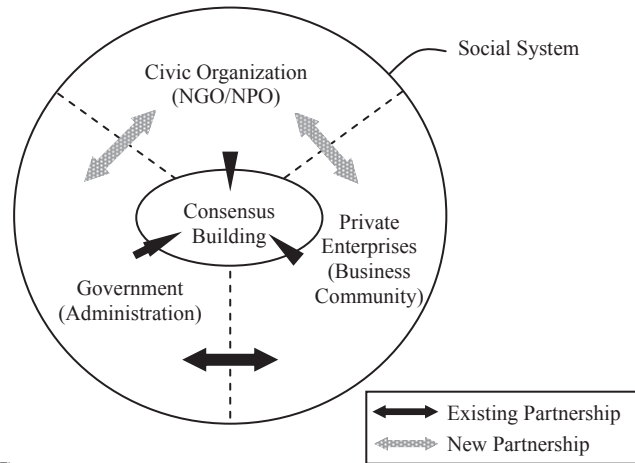 Social System
Civic Organization
(NGO/NPO)
Consensus
Building
Private
Enterprises
(Business
Community)
Government
(Administration)
Existing Partnership
New Partnership